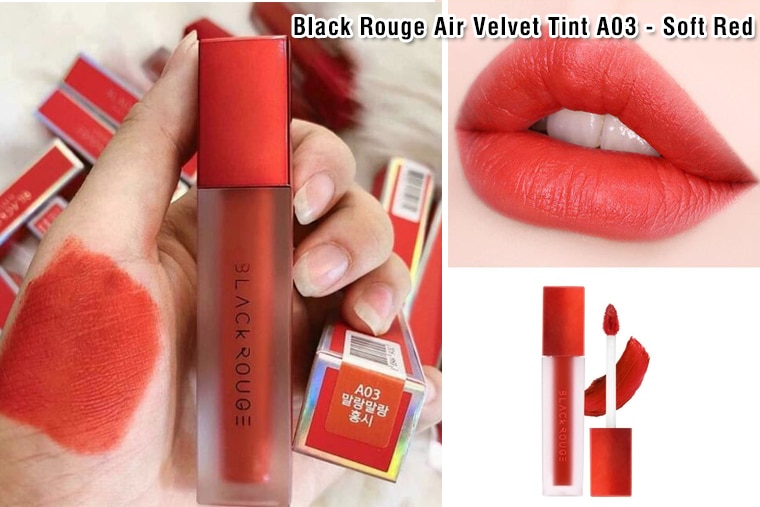 Black Rouge Air Velvet Tint A03 - Soft Red
BLACK ROUGE
A03
말랑말랑
홍시
BLACK ROUGE